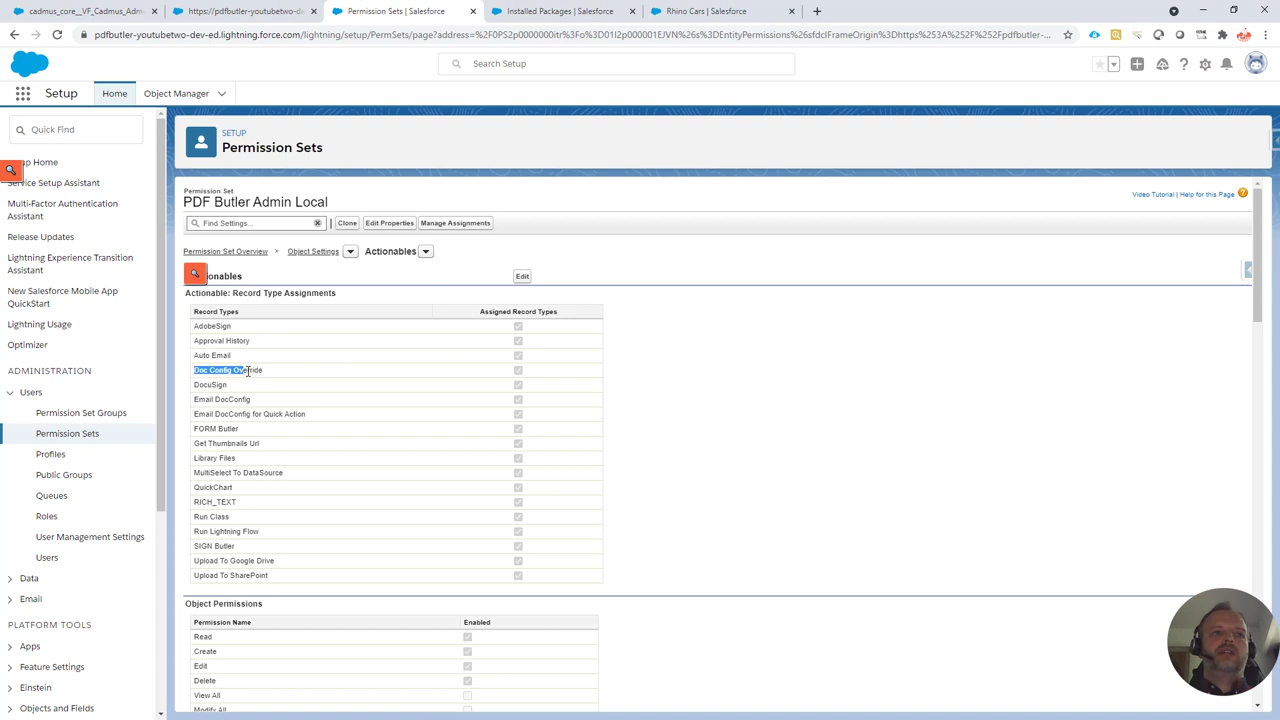 cadmus_core__VF_Cadmus_Adm
https://pdfbutler-youtubetwo-dev
Permission Sets | Salesforce
Installed Packages | Salesforce
Rhino Cars | Salesforce
pdfbutler-youtubetwo-dev-ed.lightning.force.com/lightning/setup/PermSets/page?address=%2F0PS2p0000000itr%3Fo%3D01I2p000001EJVN%26s%3DEntityPermissions%26sfdcIFrameOrigin%3Dhttps%253A%252F%252Fpdfbutler-...
Search Setup
Setup
Home
Object Manager
Quick Find
SETUP
Permission Sets
up Home
Service Setup Assistant
Multi-Factor Authentication
Assistant
Release Updates
Lightning Experience Transition
Assistant
New Salesforce Mobile App
QuickStart
Lightning Usage
Optimizer
ADMINISTRATION
Users
Permission Set Groups
Permission Sets
Profiles
Public Groups
Queues
Roles
User Management Settings
Users
Data
Email
PLATFORM TOOLS
Apps
Feature Settings
Einstein
Objects and Fields
Permission Set
PDF Butler Admin Local
Video Tutorial | Help for this Page
Find Settings...
Clone
Edit Properties
Manage Assignments
Permission Set Overview > Object Settings Actionables
ionables
Edit
Actionable: Record Type Assignments
Record Types Assigned Record Types
AdobeSign
Approval History
Auto Email
Doc Config Override
DocuSign
Email DocConfig
Email DocConfig for Quick Action
FORM Butler
Get Thumbnails Url
Library Files
MultiSelect To DataSource
QuickChart
RICH_TEXT
Run Class
Run Lightning Flow
SIGN Butler
Upload To Google Drive
Upload To SharePoint
Object Permissions
Permission Name Enabled
Read
Create
Edit
Delete
View All
Modify All